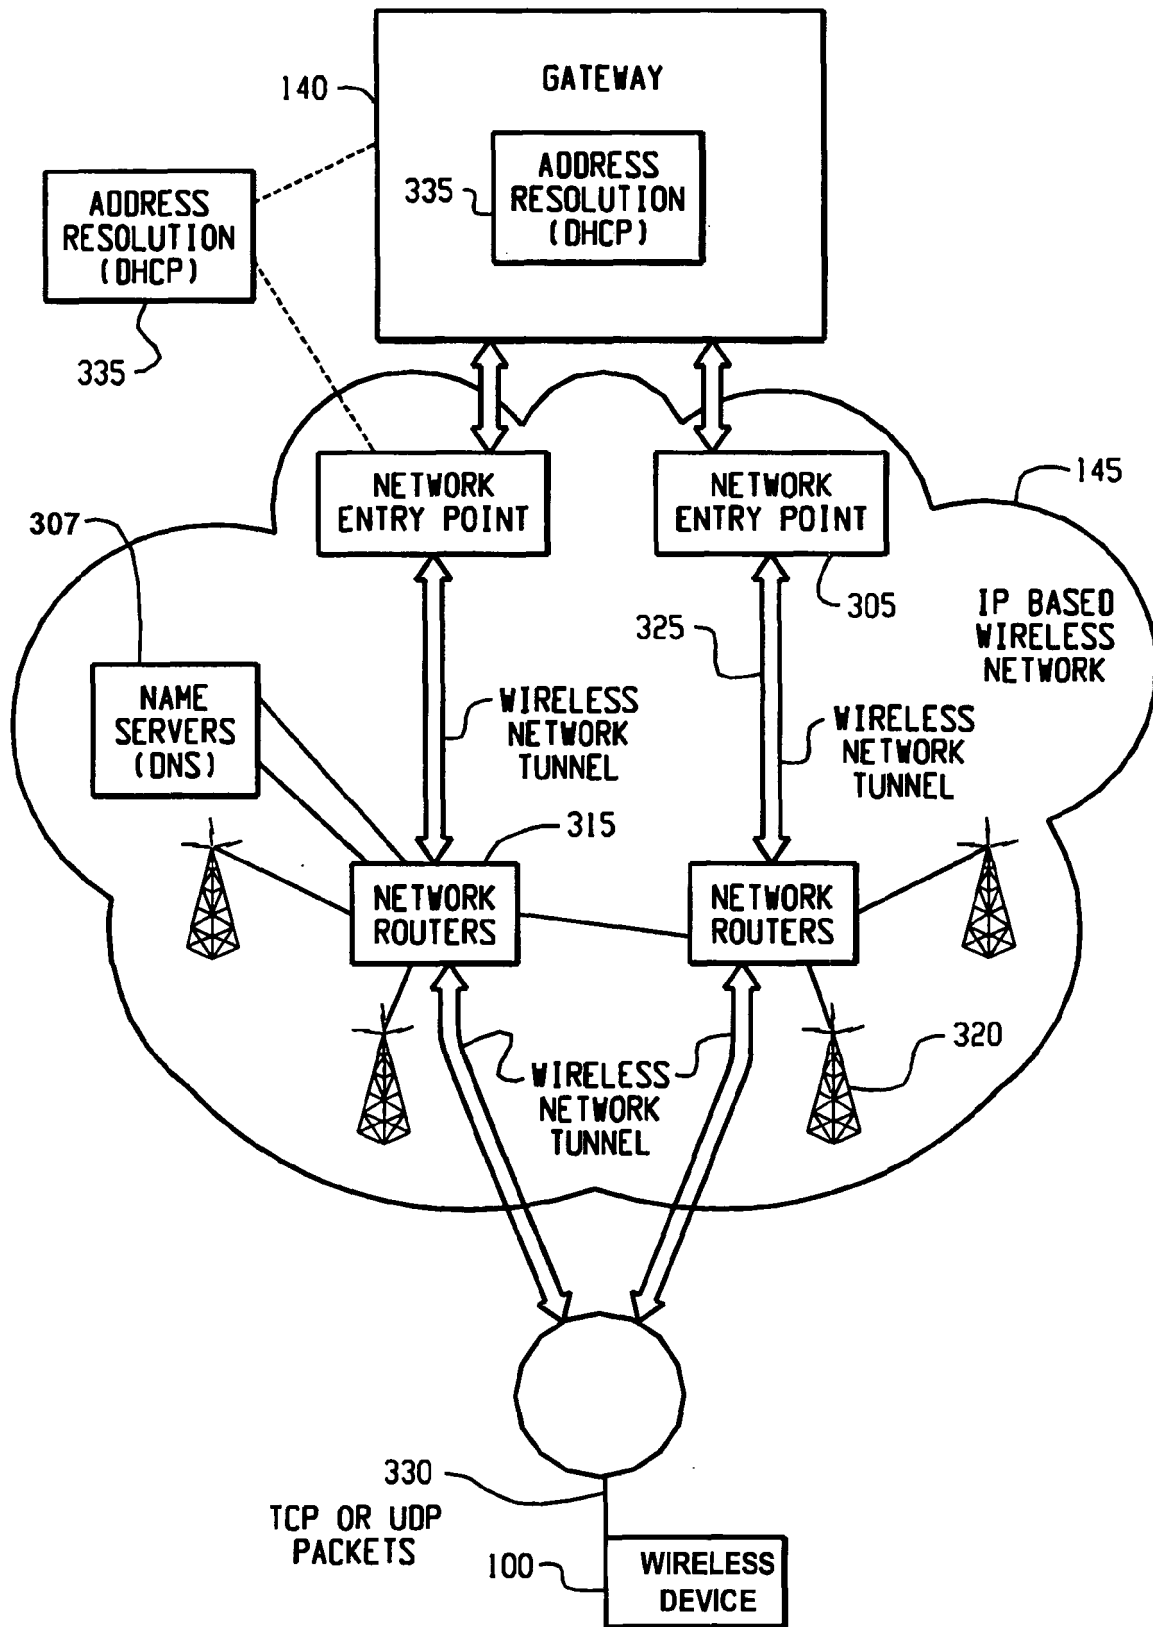 GATEWAY
140
ADDRESS
RESOLUTION
(DHCP)
335
ADDRESS
RESOLUTION
(DHCP)
335
NETWORK
ENTRY POINT
NETWORK
ENTRY POINT
145
307
305
IP BASED
WIRELESS
NETWORK
325
NAME
SERVERS
(DNS)
WIRELESS
NETWORK
TUNNEL
WIRELESS
NETWORK
TUNNEL
315
NETWORK
ROUTERS
NETWORK
ROUTERS
320
WIRELESS
NETWORK
TUNNEL
330
TCP OR UDP
PACKETS
100
WIRELESS
DEVICE